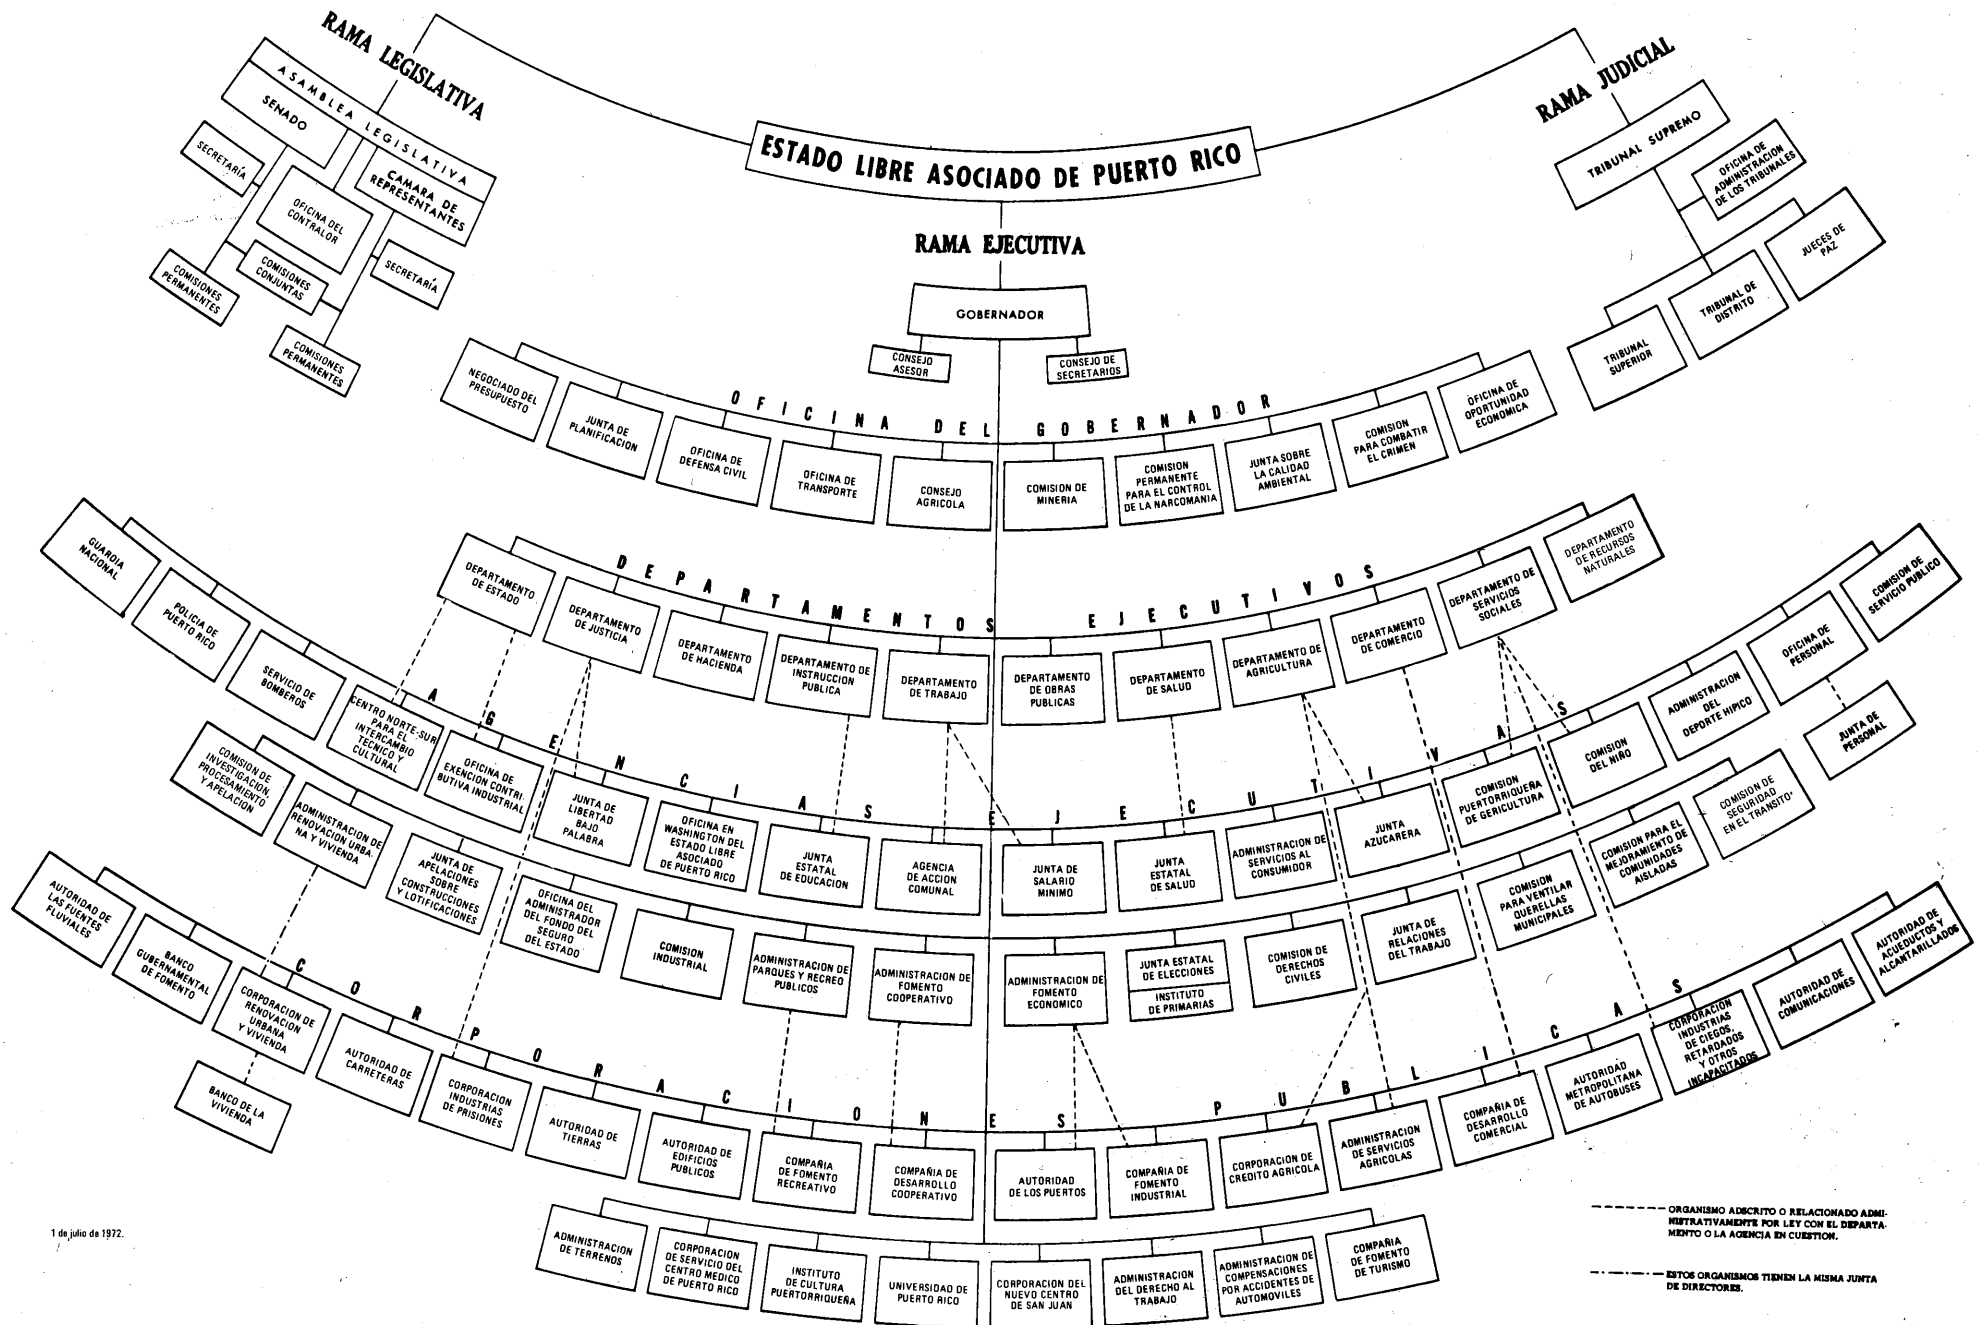 RAMA LEGISLATIVA
RAMA JUDICIAL
ESTADO LIBRE ASOCIADO DE PUERTO RICO
RAMA EJECUTIVA
ASAMBLEA LEGISLATIVA
SENADO
CAMARA DE
REPRESENTANTES
SECRETARÍA
OFICINA DEL
CONTRALOR
COMISIONES
PERMANENTES
COMISIONES
CONJUNTAS
SECRETARÍA
COMISIONES
PERMANENTES
GOBERNADOR
CONSEJO
ASESOR
CONSEJO DE
SECRETARIOS
TRIBUNAL SUPREMO
OFICINA DE
ADMINISTRACION
DE LOS TRIBUNALES
TRIBUNAL
SUPERIOR
TRIBUNAL DE
DISTRITO
JUECES DE
PAZ
OFICINA DEL GOBERNADOR
NEGOCIADO DEL
PRESUPUESTO
JUNTA DE
PLANIFICACION
OFICINA DE
DEFENSA CIVIL
OFICINA DE
TRANSPORTE
CONSEJO
AGRICOLA
COMISION DE
MINERIA
COMISION
PERMANENTE
PARA EL CONTROL
DE LA NARCOMANIA
JUNTA SOBRE
LA CALIDAD
AMBIENTAL
COMISION
PARA COMBATIR
EL CRIMEN
OFICINA DE
OPORTUNIDAD
ECONOMICA
DEPARTAMENTOS EJECUTIVOS
DEPARTAMENTO
DE ESTADO
DEPARTAMENTO
DE JUSTICIA
DEPARTAMENTO
DE HACIENDA
DEPARTAMENTO DE
INSTRUCCION
PUBLICA
DEPARTAMENTO
DE TRABAJO
DEPARTAMENTO
DE OBRAS
PUBLICAS
DEPARTAMENTO
DE SALUD
DEPARTAMENTO DE
AGRICULTURA
DEPARTAMENTO
DE COMERCIO
DEPARTAMENTO DE
SERVICIOS
SOCIALES
DEPARTAMENTO
DE RECURSOS
NATURALES
AGENCIAS EJECUTIVAS
GUARDIA
NACIONAL
POLICIA DE
PUERTO RICO
SERVICIO DE
BOMBEROS
CENTRO NORTE-SUR
PARA EL
INTERCAMBIO
TECNICO Y
CULTURAL
OFICINA DE
EXENCION CONTRI-
BUTIVA INDUSTRIAL
JUNTA DE
LIBERTAD
BAJO
PALABRA
OFICINA EN
WASHINGTON DEL
ESTADO LIBRE
ASOCIADO
DE PUERTO RICO
JUNTA
ESTATAL
DE EDUCACION
AGENCIA
DE ACCION
COMUNAL
JUNTA DE
SALARIO
MINIMO
JUNTA
ESTATAL
DE SALUD
ADMINISTRACION DE
SERVICIOS AL
CONSUMIDOR
JUNTA
AZUCARERA
COMISION
PUERTORRIQUEÑA
DE GERICULTURA
COMISION
DEL NIÑO
ADMINISTRACION
DEL
DEPORTE HIPICO
OFICINA DE
PERSONAL
COMISION DE
SERVICIO PUBLICO
COMISION DE
INVESTIGACION,
PROCESAMIENTO
Y APELACION
ADMINISTRACION DE
RENOVACION URBA-
NA Y VIVIENDA
JUNTA DE
APELACIONES
SOBRE
CONSTRUCCIONES
Y LOTIFICACIONES
OFICINA DEL
ADMINISTRADOR
DEL FONDO DEL
SEGURO
DEL ESTADO
COMISION
INDUSTRIAL
ADMINISTRACION DE
PARQUES Y RECREO
PUBLICOS
ADMINISTRACION DE
FOMENTO
COOPERATIVO
ADMINISTRACION DE
FOMENTO
ECONOMICO
JUNTA ESTATAL
DE ELECCIONES
INSTITUTO
DE PRIMARIAS
COMISION DE
DERECHOS
CIVILES
JUNTA DE
RELACIONES
DEL TRABAJO
COMISION
PARA VENTILAR
QUERELLAS
MUNICIPALES
COMISION PARA EL
MEJORAMIENTO DE
COMUNIDADES
AISLADAS
COMISION DE
SEGURIDAD
EN EL TRANSITO
JUNTA DE
PERSONAL
CORPORACIONES PUBLICAS
AUTORIDAD DE
LAS FUENTES
FLUVIALES
BANCO
GUBERNAMENTAL
DE FOMENTO
CORPORACION DE
RENOVACION
URBANA
Y VIVIENDA
BANCO DE LA
VIVIENDA
AUTORIDAD DE
CARRETERAS
CORPORACION
INDUSTRIAS
DE PRISIONES
AUTORIDAD DE
TIERRAS
AUTORIDAD DE
EDIFICIOS
PUBLICOS
COMPAÑIA
DE FOMENTO
RECREATIVO
COMPAÑIA DE
DESARROLLO
COOPERATIVO
AUTORIDAD
DE LOS PUERTOS
COMPAÑIA DE
FOMENTO
INDUSTRIAL
CORPORACION DE
CREDITO AGRICOLA
ADMINISTRACION
DE SERVICIOS
AGRICOLAS
COMPAÑIA DE
DESARROLLO
COMERCIAL
AUTORIDAD
METROPOLITANA
DE AUTOBUSES
CORPORACION
INDUSTRIAS
DE CIEGOS,
RETARDADOS
Y OTROS
INCAPACITADOS
AUTORIDAD DE
COMUNICACIONES
AUTORIDAD DE
ACUEDUCTOS Y
ALCANTARILLADOS
ADMINISTRACION
DE TERRENOS
CORPORACION
DE SERVICIO DEL
CENTRO MEDICO
DE PUERTO RICO
INSTITUTO
DE CULTURA
PUERTORRIQUEÑA
UNIVERSIDAD DE
PUERTO RICO
CORPORACION DEL
NUEVO CENTRO
DE SAN JUAN
ADMINISTRACION
DEL DERECHO AL
TRABAJO
ADMINISTRACION DE
COMPENSACIONES
POR ACCIDENTES DE
AUTOMOVILES
COMPAÑIA
DE FOMENTO
DE TURISMO
1 de julio de 1972.
ORGANISMO ADSCRITO O RELACIONADO ADMI-
NISTRATIVAMENTE POR LEY CON EL DEPARTA-
MENTO O LA AGENCIA EN CUESTION.
ESTOS ORGANISMOS TIENEN LA MISMA JUNTA
DE DIRECTORES.